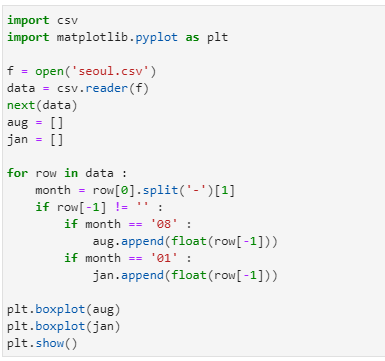 import csv
import matplotlib.pyplot as plt

f = open('seoul.csv')
data = csv.reader(f)
next(data)
aug = []
jan = []

for row in data :
    month = row[0].split('-')[1]
    if row[-1] != '' :
        if month == '08' :
            aug.append(float(row[-1]))
        if month == '01' :
            jan.append(float(row[-1]))

plt.boxplot(aug)
plt.boxplot(jan)
plt.show()